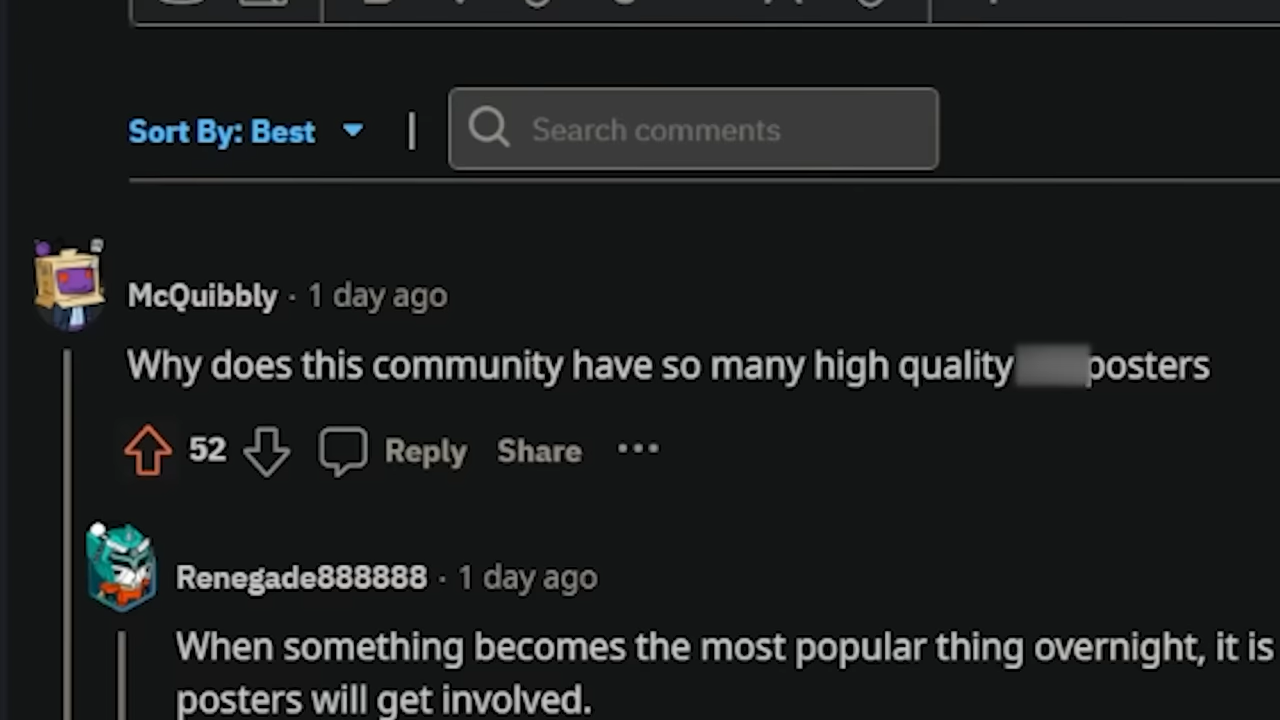 Sort By: Best | Search comments
McQuibbly · 1 day ago
Why does this community have so many high quality posters
52 Reply Share ···
Renegade888888 · 1 day ago
When something becomes the most popular thing overnight, it is
posters will get involved.